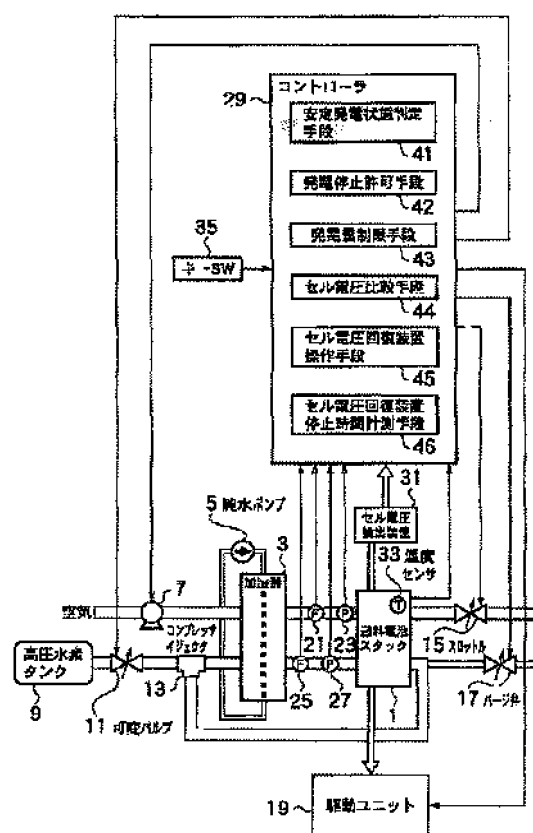 コントローラ
29
安定発電状態判定
手段
41
発電停止許可手段
42
35
発電量制限手段
43
キーSW
セル電圧比較手段
44
セル電圧回復装置
操作手段
45
セル電圧回復装置
停止時間計測手段
46
31
5 純水ポンプ
セル電圧
検出装置
3
33 温度
センサ
7
加湿器
T
空気
F
P
燃料電池
スタック
コンプレッサ
21
23
15 スロットル
高圧水素
タンク
イジェクタ
F
P
9
13
25
27
1
17 パージ弁
11 可変バルブ
19
駆動ユニット